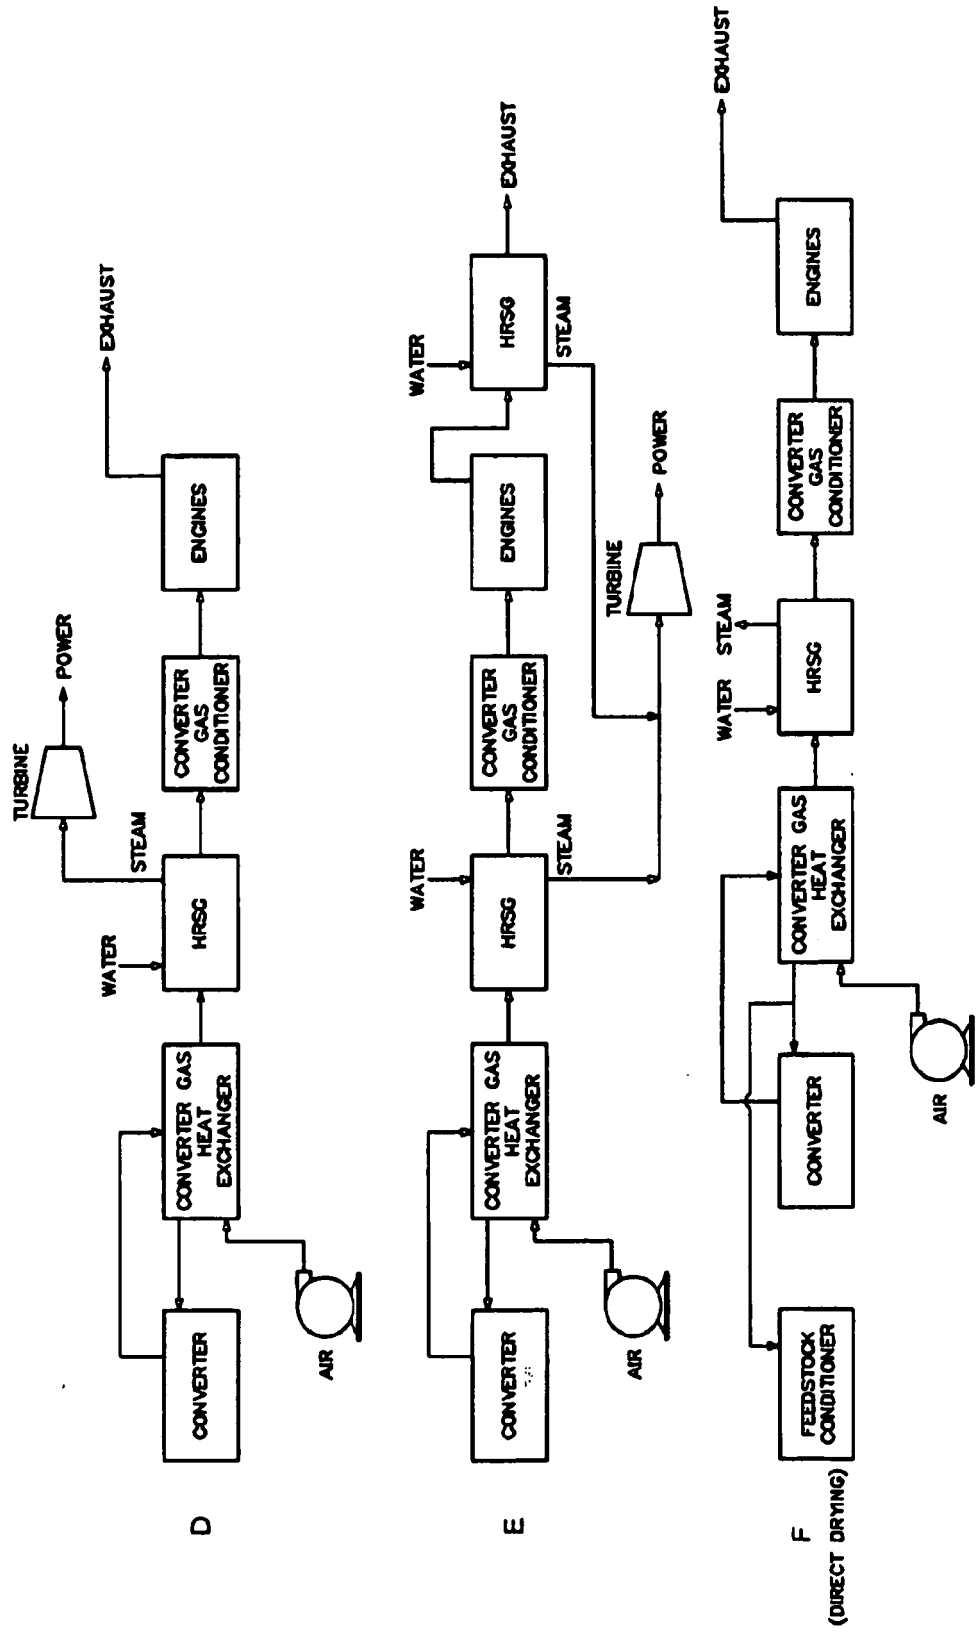 D
CONVERTER
AIR
CONVERTER GAS
HEAT
EXCHANGER
WATER
HRSG
STEAM
TURBINE
POWER
CONVERTER
GAS
CONDITIONER
ENGINES
EXHAUST
E
CONVERTER
AIR
CONVERTER GAS
HEAT
EXCHANGER
WATER
HRSG
STEAM
CONVERTER
GAS
CONDITIONER
ENGINES
WATER
HRSG
STEAM
EXHAUST
TURBINE
POWER
F
(DIRECT DRYING)
FEEDSTOCK
CONDITIONER
CONVERTER
AIR
CONVERTER GAS
HEAT
EXCHANGER
WATER
STEAM
HRSG
CONVERTER
GAS
CONDITIONER
ENGINES
EXHAUST